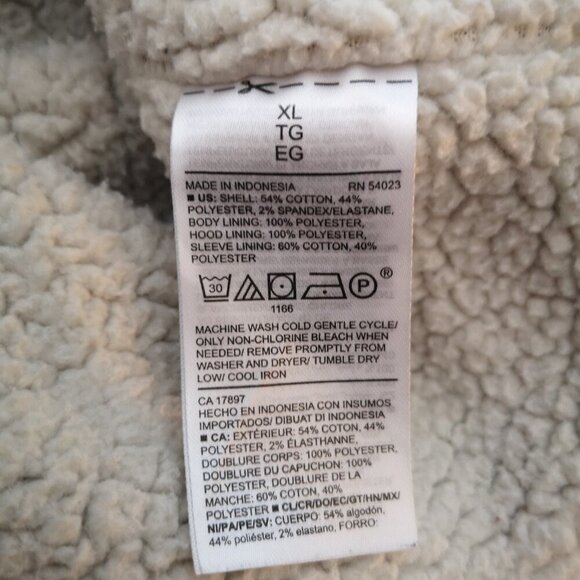 XL
TG
EG
MADE IN INDONESIA RN 54023
■ US: SHELL: 54% COTTON, 44%
POLYESTER, 2% SPANDEX/ELASTANE,
BODY LINING: 100% POLYESTER,
HOOD LINING: 100% POLYESTER,
SLEEVE LINING: 60% COTTON, 40%
POLYESTER
30 P ®
1166
MACHINE WASH COLD GENTLE CYCLE/
ONLY NON-CHLORINE BLEACH WHEN
NEEDED/ REMOVE PROMPTLY FROM
WASHER AND DRYER/ TUMBLE DRY
LOW/ COOL IRON
CA 17897
HECHO EN INDONESIA CON INSUMOS
IMPORTADOS/ DIBUAT DI INDONESIA
■ CA: EXTÉRIEUR: 54% COTON, 44%
POLYESTER, 2% ÉLASTHANNE,
DOUBLURE CORPS: 100% POLYESTER,
DOUBLURE DU CAPUCHON: 100%
POLYESTER, DOUBLURE DE LA
MANCHE: 60% COTON, 40%
POLYESTER ■ CL/CR/DO/EC/GT/HN/MX/
NI/PA/PE/SV: CUERPO: 54% algodón,
44% poliéster, 2% elastano, FORRO: